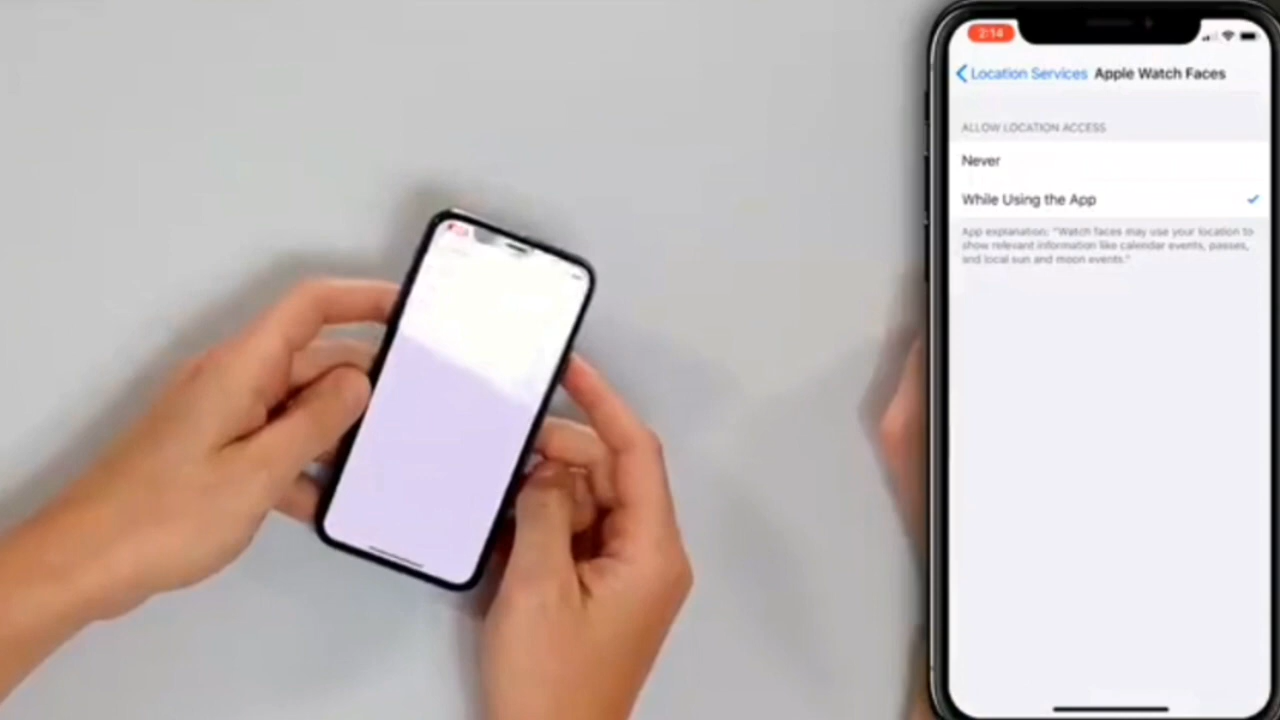 2:14
Location Services Apple Watch Faces
ALLOW LOCATION ACCESS
Never
While Using the App
App explanation: "Watch faces may use your location to
show relevant information like calendar events, passes,
and local sun and moon events."